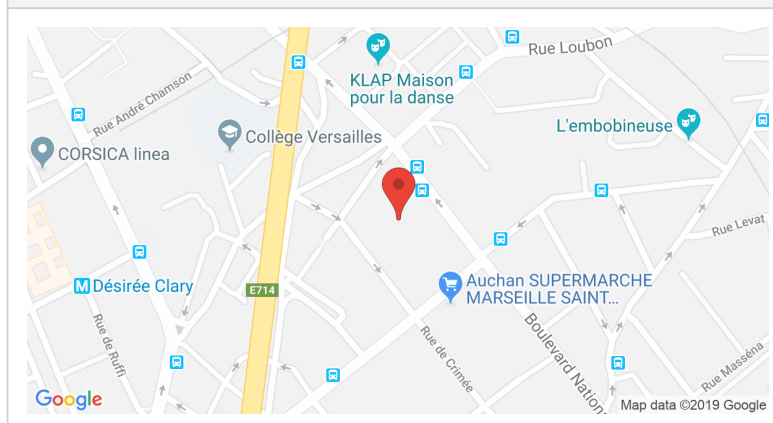 Rue Loubon
KLAP Maison
pour la danse
Rue André Chamson
L'embobineuse
Collège Versailles
CORSICA linea
Rue Levat
M Désirée Clary
E714
Auchan SUPERMARCHE
MARSEILLE SAINT...
Rue de Ruffi
Rue de Crimée
Boulevard Nation
Rue Masséna
Google
Map data ©2019 Google